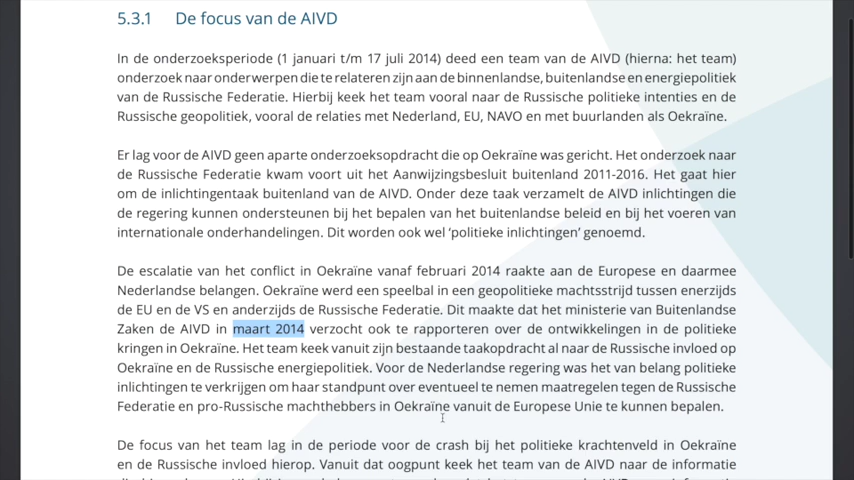 5.3.1 De focus van de AIVD
In de onderzoeksperiode (1 januari t/m 17 juli 2014) deed een team van de AIVD (hierna: het team)
onderzoek naar onderwerpen die te relateren zijn aan de binnenlandse, buitenlandse en energiepolitiek
van de Russische Federatie. Hierbij keek het team vooral naar de Russische politieke intenties en de
Russische geopolitiek, vooral de relaties met Nederland, EU, NAVO en met buurlanden als Oekraïne.
Er lag voor de AIVD geen aparte onderzoeksopdracht die op Oekraïne was gericht. Het onderzoek naar
de Russische Federatie kwam voort uit het Aanwijzingsbesluit buitenland 2011-2016. Het gaat hier
om de inlichtingentaak buitenland van de AIVD. Onder deze taak verzamelt de AIVD inlichtingen die
de regering kunnen ondersteunen bij het bepalen van het buitenlandse beleid en bij het voeren van
internationale onderhandelingen. Dit worden ook wel ‘politieke inlichtingen’ genoemd.
De escalatie van het conflict in Oekraïne vanaf februari 2014 raakte aan de Europese en daarmee
Nederlandse belangen. Oekraïne werd een speelbal in een geopolitieke machtsstrijd tussen enerzijds
de EU en de VS en anderzijds de Russische Federatie. Dit maakte dat het ministerie van Buitenlandse
Zaken de AIVD in maart 2014 verzocht ook te rapporteren over de ontwikkelingen in de politieke
kringen in Oekraïne. Het team keek vanuit zijn bestaande taakopdracht al naar de Russische invloed op
Oekraïne en de Russische energiepolitiek. Voor de Nederlandse regering was het van belang politieke
inlichtingen te verkrijgen om haar standpunt over eventueel te nemen maatregelen tegen de Russische
Federatie en pro-Russische machthebbers in Oekraïne vanuit de Europese Unie te kunnen bepalen.
De focus van het team lag in de periode voor de crash bij het politieke krachtenveld in Oekraïne
en de Russische invloed hierop. Vanuit dat oogpunt keek het team van de AIVD naar de informatie